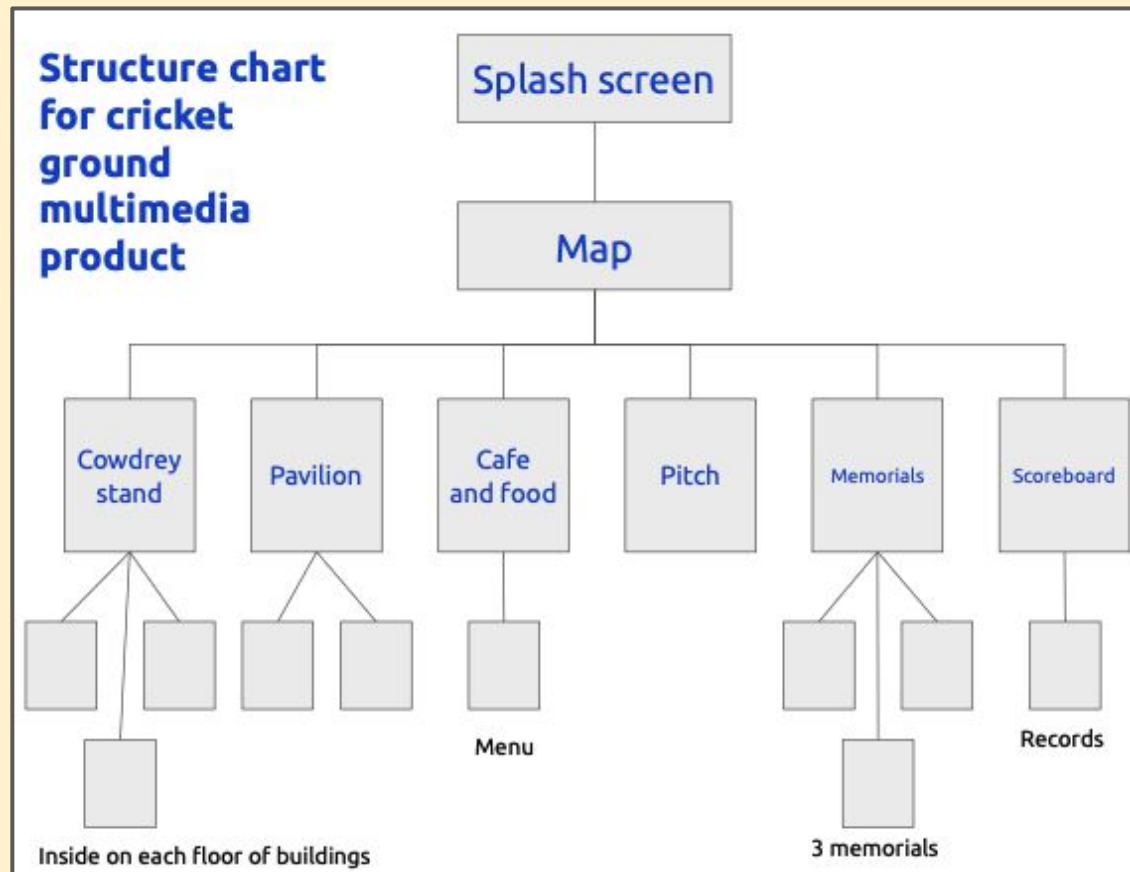 Structure chart
for cricket
ground
multimedia
product
Splash screen
Map
Cowdrey
stand
Pavilion
Cafe
and food
Pitch
Memorials
Scoreboard
Menu
Records
Inside on each floor of buildings
3 memorials